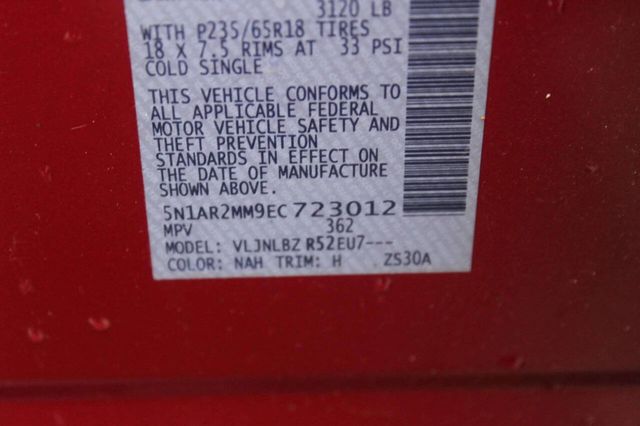 3120 LB
WITH P235/65R18 TIRES
18 X 7.5 RIMS AT 33 PSI
COLD SINGLE
THIS VEHICLE CONFORMS TO
ALL APPLICABLE FEDERAL
MOTOR VEHICLE SAFETY AND
THEFT PREVENTION
STANDARDS IN EFFECT ON
THE DATE OF MANUFACTURE
SHOWN ABOVE.
5N1AR2MM9EC 723012
MPV 362
MODEL: VLJNLBZ R52EU7---
COLOR: NAH TRIM: H ZS30A